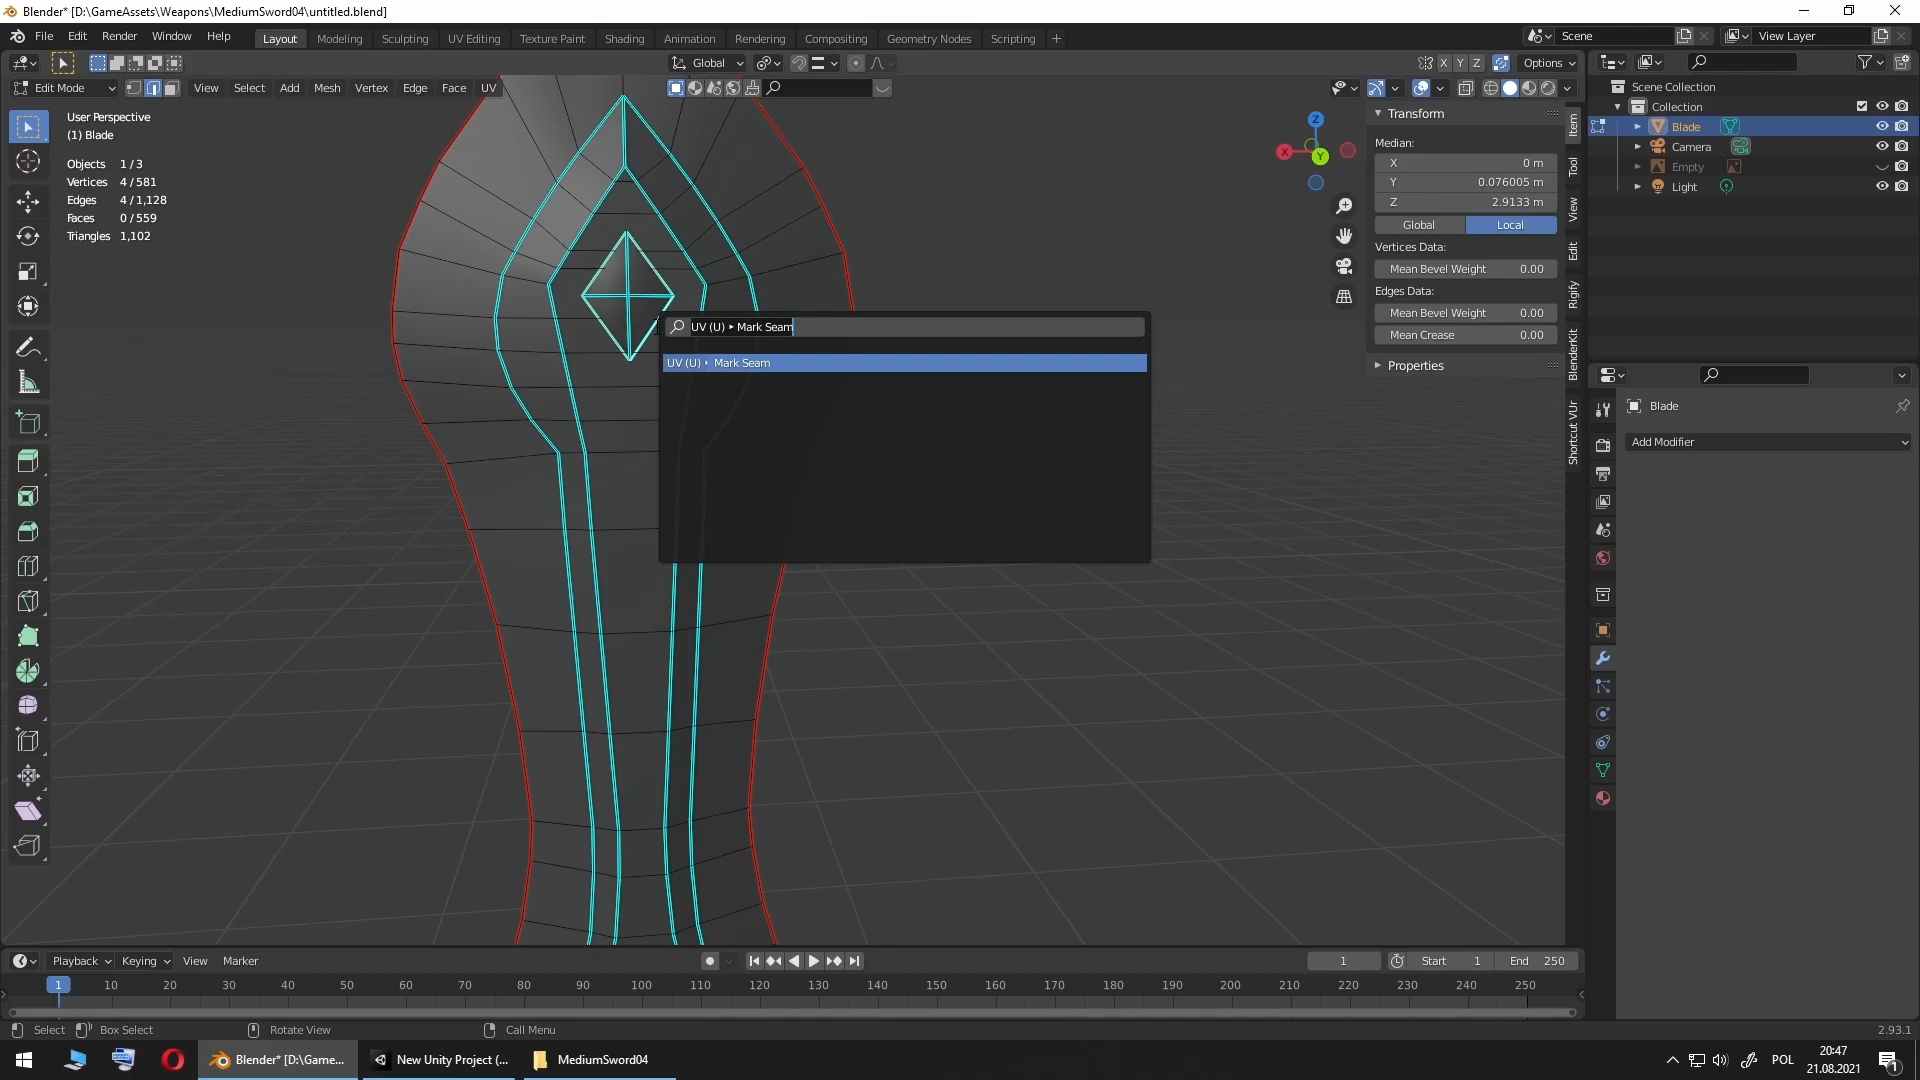 Blender* [D:\GameAssets\Weapons\MediumSword04\untitled.blend]
File Edit Render Window Help Layout Modeling Sculpting UV Editing Texture Paint Shading Animation Rendering Compositing Geometry Nodes Scripting +
Scene View Layer
Global X Y Z Options
Edit Mode View Select Add Mesh Vertex Edge Face UV
User Perspective
(1) Blade
Objects 1/3
Vertices 4/581
Edges 4/1,128
Faces 0/559
Triangles 1,102
Z
X
Y
UV (U) ▸ Mark Seam
UV (U) ▸ Mark Seam
Transform
Median:
X 0 m
Y 0.076005 m
Z 2.9133 m
Global Local
Vertices Data:
Mean Bevel Weight 0.00
Edges Data:
Mean Bevel Weight 0.00
Mean Crease 0.00
Properties
Item
Tool
View
Edit
Rigify
BlenderKit
Shortcut VUr
Scene Collection
Collection
Blade
Camera
Empty
Light
Blade
Add Modifier
Playback Keying View Marker 1 Start 1 End 250
1 10 20 30 40 50 60 70 80 90 100 110 120 130 140 150 160 170 180 190 200 210 220 230 240 250
Select Box Select Rotate View Call Menu 2.93.1
Blender* [D:\Game... New Unity Project (... MediumSword04 POL 20:47
21.08.2021
1